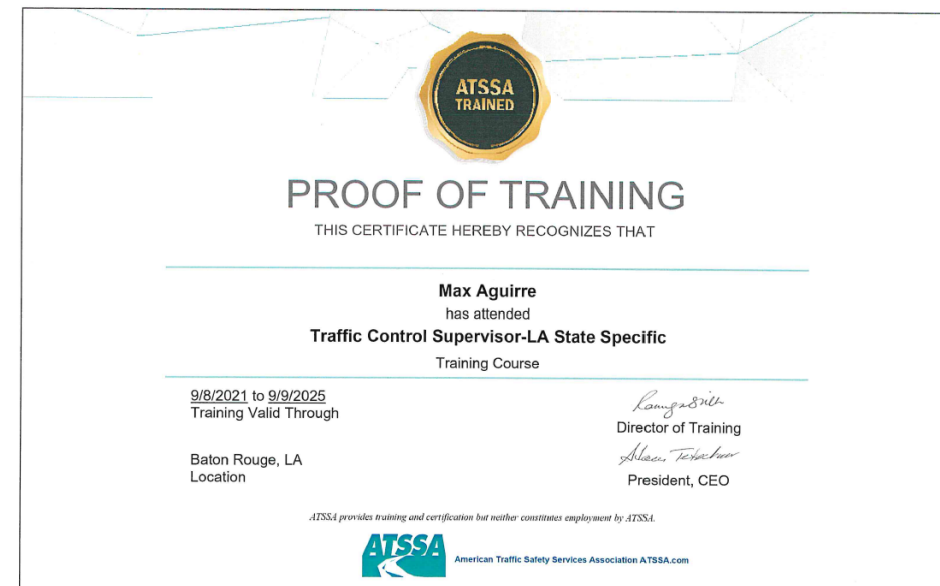 ATSSA
TRAINED
PROOF OF TRAINING
THIS CERTIFICATE HEREBY RECOGNIZES THAT
Max Aguirre
has attended
Traffic Control Supervisor-LA State Specific
Training Course
9/8/2021 to 9/9/2025
Training Valid Through
Director of Training
Baton Rouge, LA
Location
President, CEO
ATSSA provides training and certification but neither constitutes employment by ATSSA.
ATSSA
American Traffic Safety Services Association ATSSA.com